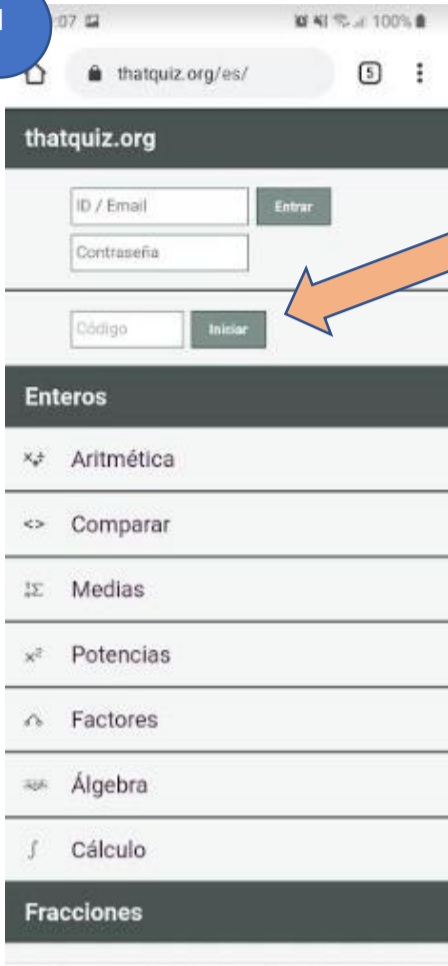 1
:07 100%
thatquiz.org/es/ 5
thatquiz.org
ID / Email Entrar
Contraseña
Código Iniciar
Enteros
Aritmética
<> Comparar
Medias
x² Potencias
Factores
Álgebra
∫ Cálculo
Fracciones